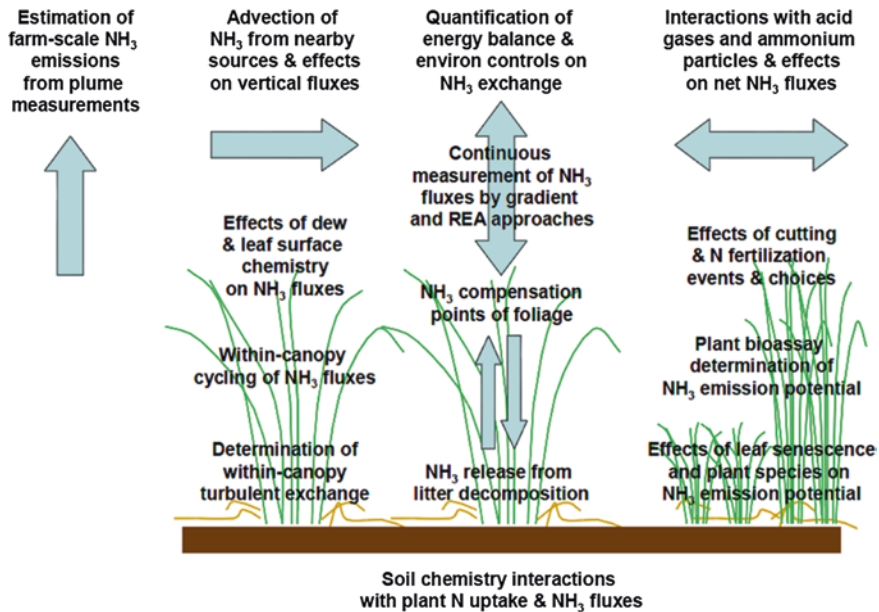 Estimation of
farm-scale NH₃
emissions
from plume
measurements
Advection of
NH₃ from nearby
sources & effects
on vertical fluxes
Quantification of
energy balance &
environ controls on
NH₃ exchange
Interactions with acid
gases and ammonium
particles & effects
on net NH₃ fluxes
Continuous
measurement of NH₃
fluxes by gradient
and REA approaches
Effects of dew
& leaf surface
chemistry
on NH₃ fluxes
Effects of cutting
& N fertilization
events & choices
NH₃ compensation
points of foliage
Within-canopy
cycling of NH₃ fluxes
Plant bioassay
determination of
NH₃ emission potential
Determination of
within-canopy
turbulent exchange
NH₃ release from
litter decomposition
Effects of leaf senescence
and plant species on
NH₃ emission potential
Soil chemistry interactions
with plant N uptake & NH₃ fluxes